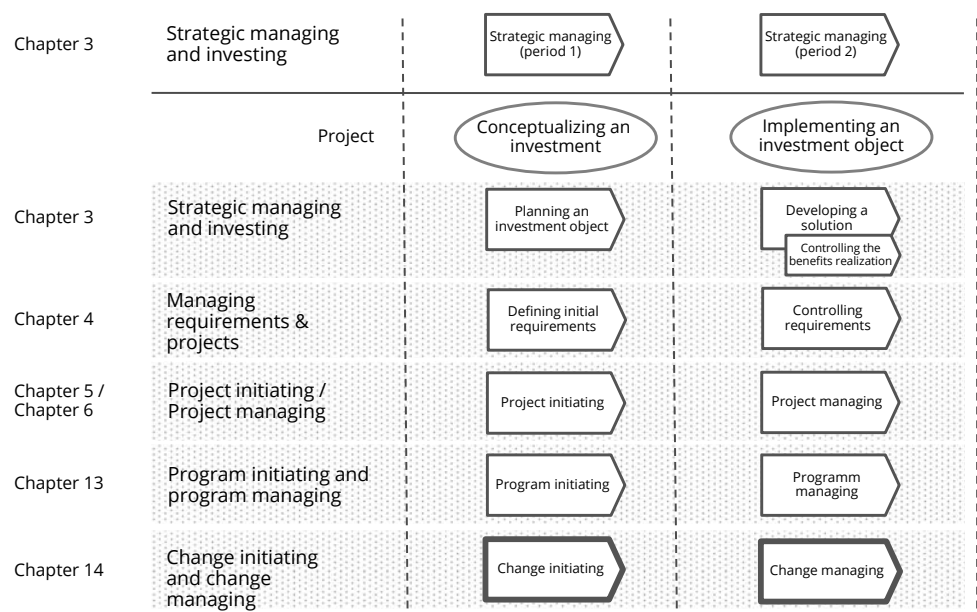 Chapter 3
Strategic managing
and investing
Strategic managing
(period 1)
Strategic managing
(period 2)
Project
Conceptualizing an
investment
Implementing an
investment object
Chapter 3
Strategic managing
and investing
Planning an
investment object
Developing a
solution
Controlling the
benefits realization
Chapter 4
Managing
requirements &
projects
Defining initial
requirements
Controlling
requirements
Chapter 5 /
Chapter 6
Project initiating /
Project managing
Project initiating
Project managing
Chapter 13
Program initiating and
program managing
Program initiating
Programm
managing
Chapter 14
Change initiating
and change
managing
Change initiating
Change managing